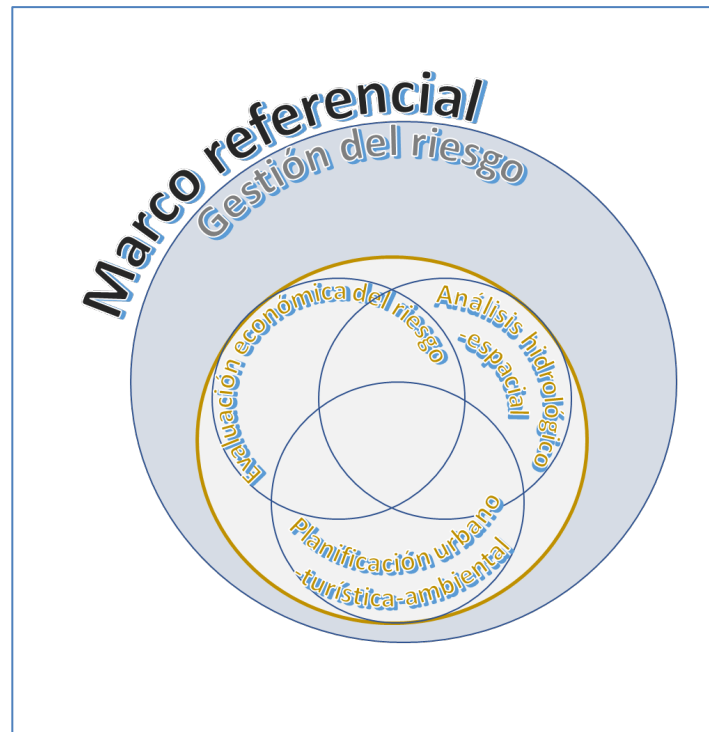 Marco referencial
Gestión del riesgo
Evaluación económica del riesgo
Análisis hidrológico
-espacial
Planificación urbano
-turística-ambiental